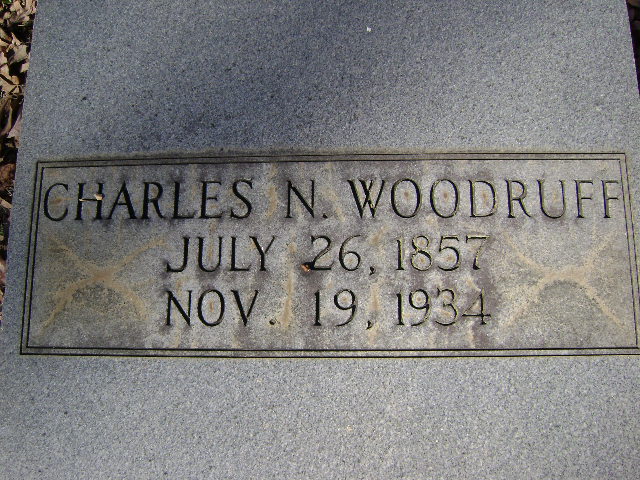 CHARLES N. WOODRUFF
JULY 26, 1857
NOV. 19, 1934